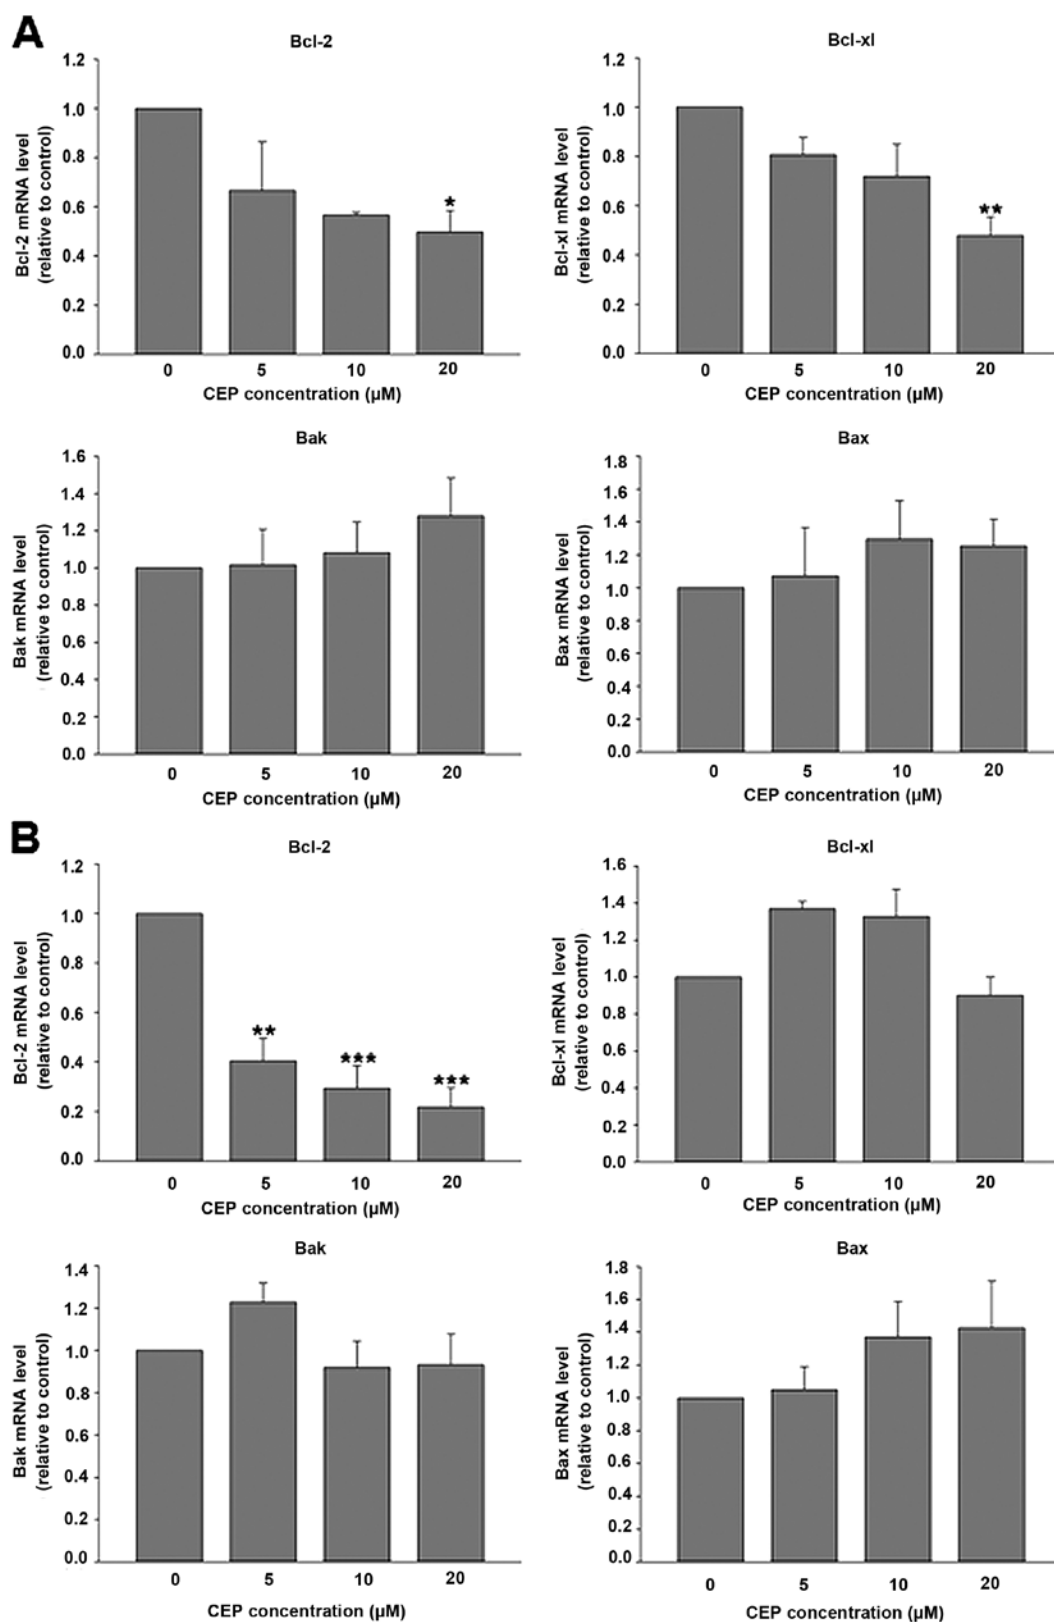 A
Bcl-2
Bcl-2 mRNA level
(relative to control)
1.2
1.0
0.8
0.6
0.4
0.2
0.0
*
0 5 10 20
CEP concentration (µM)
Bcl-xl
Bcl-xl mRNA level
(relative to control)
1.2
1.0
0.8
0.6
0.4
0.2
0.0
**
0 5 10 20
CEP concentration (µM)
Bak
Bak mRNA level
(relative to control)
1.6
1.4
1.2
1.0
0.8
0.6
0.4
0.2
0.0
0 5 10 20
CEP concentration (µM)
Bax
Bax mRNA level
(relative to control)
1.8
1.6
1.4
1.2
1.0
0.8
0.6
0.4
0.2
0.0
0 5 10 20
CEP concentration (µM)
B
Bcl-2
Bcl-2 mRNA level
(relative to control)
1.2
1.0
0.8
0.6
0.4
0.2
0.0
**
***
***
0 5 10 20
CEP concentration (µM)
Bcl-xl
Bcl-xl mRNA level
(relative to control)
1.6
1.4
1.2
1.0
0.8
0.6
0.4
0.2
0.0
0 5 10 20
CEP concentration (µM)
Bak
Bak mRNA level
(relative to control)
1.4
1.2
1.0
0.8
0.6
0.4
0.2
0.0
0 5 10 20
CEP concentration (µM)
Bax
Bax mRNA level
(relative to control)
1.8
1.6
1.4
1.2
1.0
0.8
0.6
0.4
0.2
0.0
0 5 10 20
CEP concentration (µM)